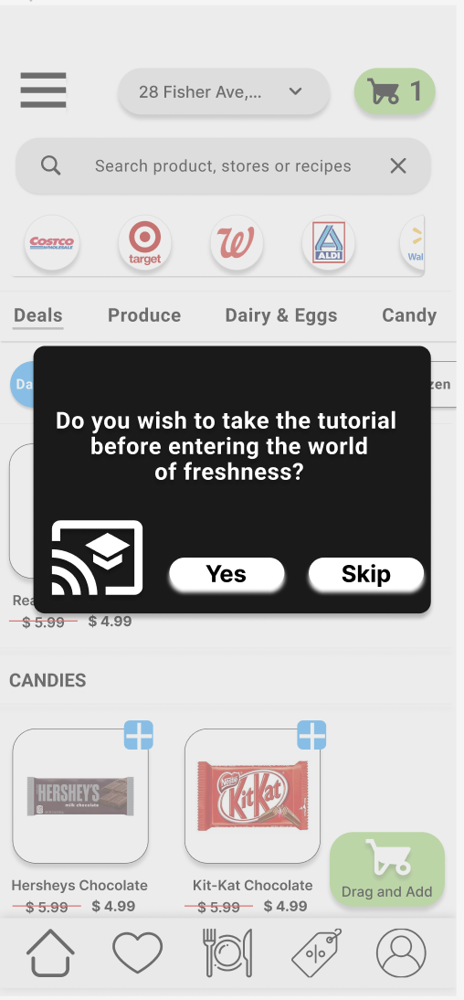 28 Fisher Ave,...
1
Search product, stores or recipes
COSTCO
WHOLESALE
target
W
ALDI
Wal
Deals Produce Dairy & Eggs Candy
Da
zen
Do you wish to take the tutorial
before entering the world
of freshness?
Yes Skip
Rea
$ 5.99 $ 4.99
CANDIES
HERSHEY'S
milk chocolate
Nestle
KitKat
Drag and Add
Hersheys Chocolate Kit-Kat Chocolate
$ 5.99 $ 4.99 $ 5.99 $ 4.99